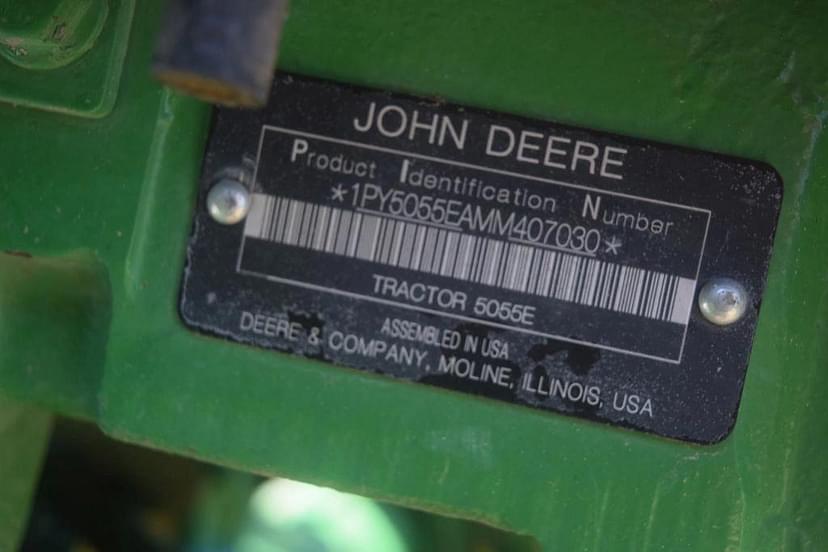 JOHN DEERE
Product Identification Number
*1PY5055EAMM407030*
TRACTOR 5055E
ASSEMBLED IN USA
DEERE & COMPANY, MOLINE, ILLINOIS, USA